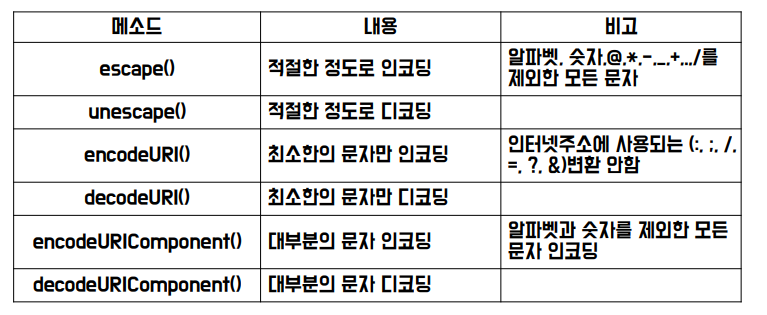 메소드 내용 비고
escape() 적절한 정도로 인코딩 알파벳, 숫자,@,*,-,_,+,.,/를
제외한 모든 문자
unescape() 적절한 정도로 디코딩
encodeURI() 최소한의 문자만 인코딩 인터넷주소에 사용되는 (:, ;, /,
=, ?, &)변환 안함
decodeURI() 최소한의 문자만 디코딩
encodeURIComponent() 대부분의 문자 인코딩 알파벳과 숫자를 제외한 모든
문자 인코딩
decodeURIComponent() 대부분의 문자 디코딩